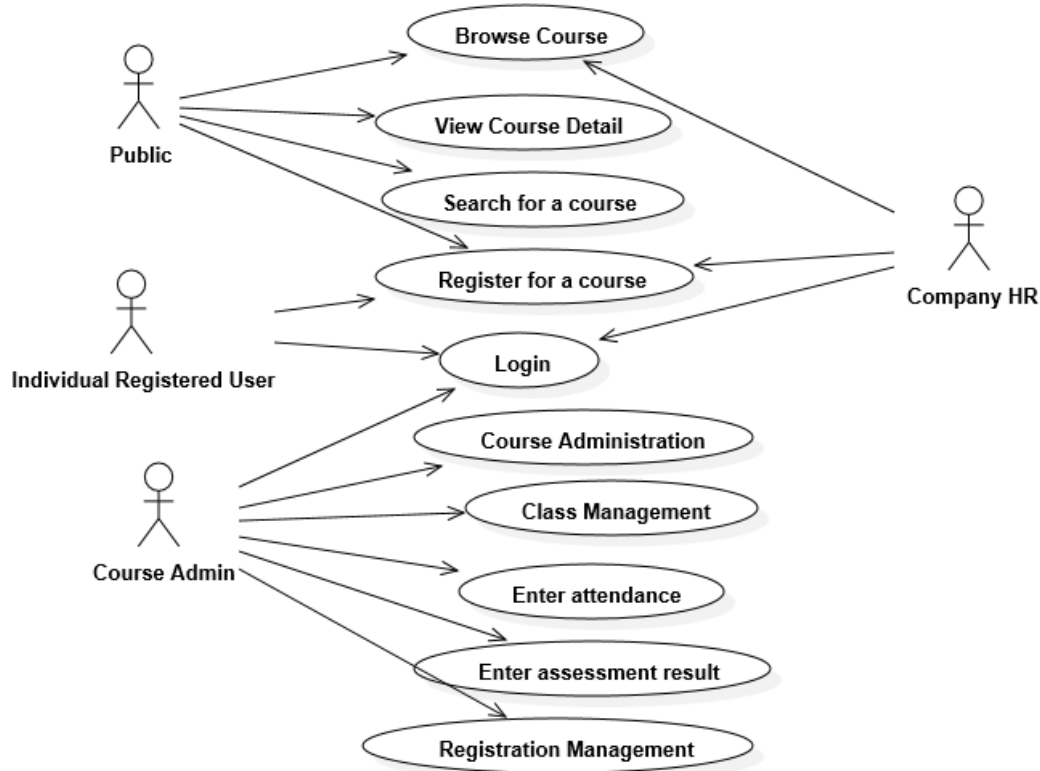 Browse Course
View Course Detail
Public
Search for a course
Register for a course
Company HR
Login
Individual Registered User
Course Administration
Class Management
Course Admin
Enter attendance
Enter assessment result
Registration Management